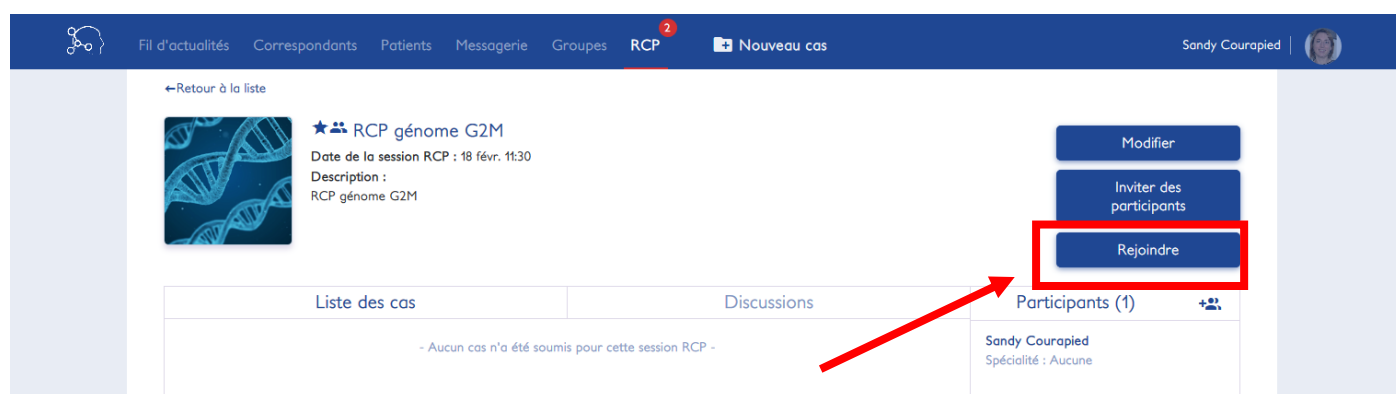 Fil d'actualités Correspondants Patients Messagerie Groupes RCP 2 Nouveau cas Sandy Courapied
←Retour à la liste
RCP génome G2M
Date de la session RCP : 18 févr. 11:30
Description :
RCP génome G2M
Modifier
Inviter des
participants
Rejoindre
Liste des cas Discussions Participants (1)
- Aucun cas n'a été soumis pour cette session RCP -
Sandy Courapied
Spécialité : Aucune